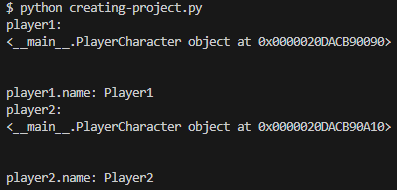 $ python creating-project.py
player1:
<__main__.PlayerCharacter object at 0x0000020DACB90090>
player1.name: Player1
player2:
<__main__.PlayerCharacter object at 0x0000020DACB90A10>
player2.name: Player2